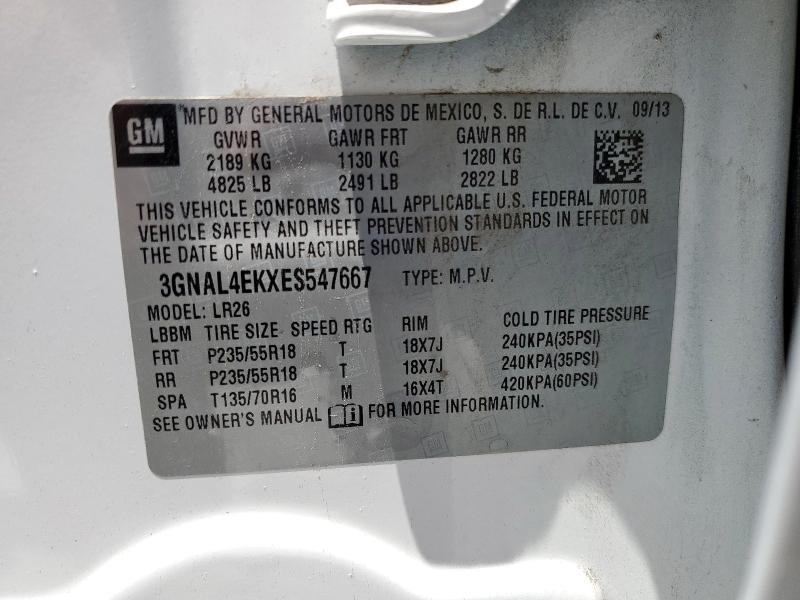 GM
MFD BY GENERAL MOTORS DE MEXICO, S. DE R.L. DE C.V. 09/13
GVWR GAWR FRT GAWR RR
2189 KG 1130 KG 1280 KG
4825 LB 2491 LB 2822 LB
THIS VEHICLE CONFORMS TO ALL APPLICABLE U.S. FEDERAL MOTOR
VEHICLE SAFETY AND THEFT PREVENTION STANDARDS IN EFFECT ON
THE DATE OF MANUFACTURE SHOWN ABOVE.
3GNAL4EKXES547667 TYPE: M.P.V.
MODEL: LR26
LBBM TIRE SIZE SPEED RTG RIM COLD TIRE PRESSURE
FRT P235/55R18 T 18X7J 240KPA(35PSI)
RR P235/55R18 T 18X7J 240KPA(35PSI)
SPA T135/70R16 M 16X4T 420KPA(60PSI)
SEE OWNER'S MANUAL FOR MORE INFORMATION.